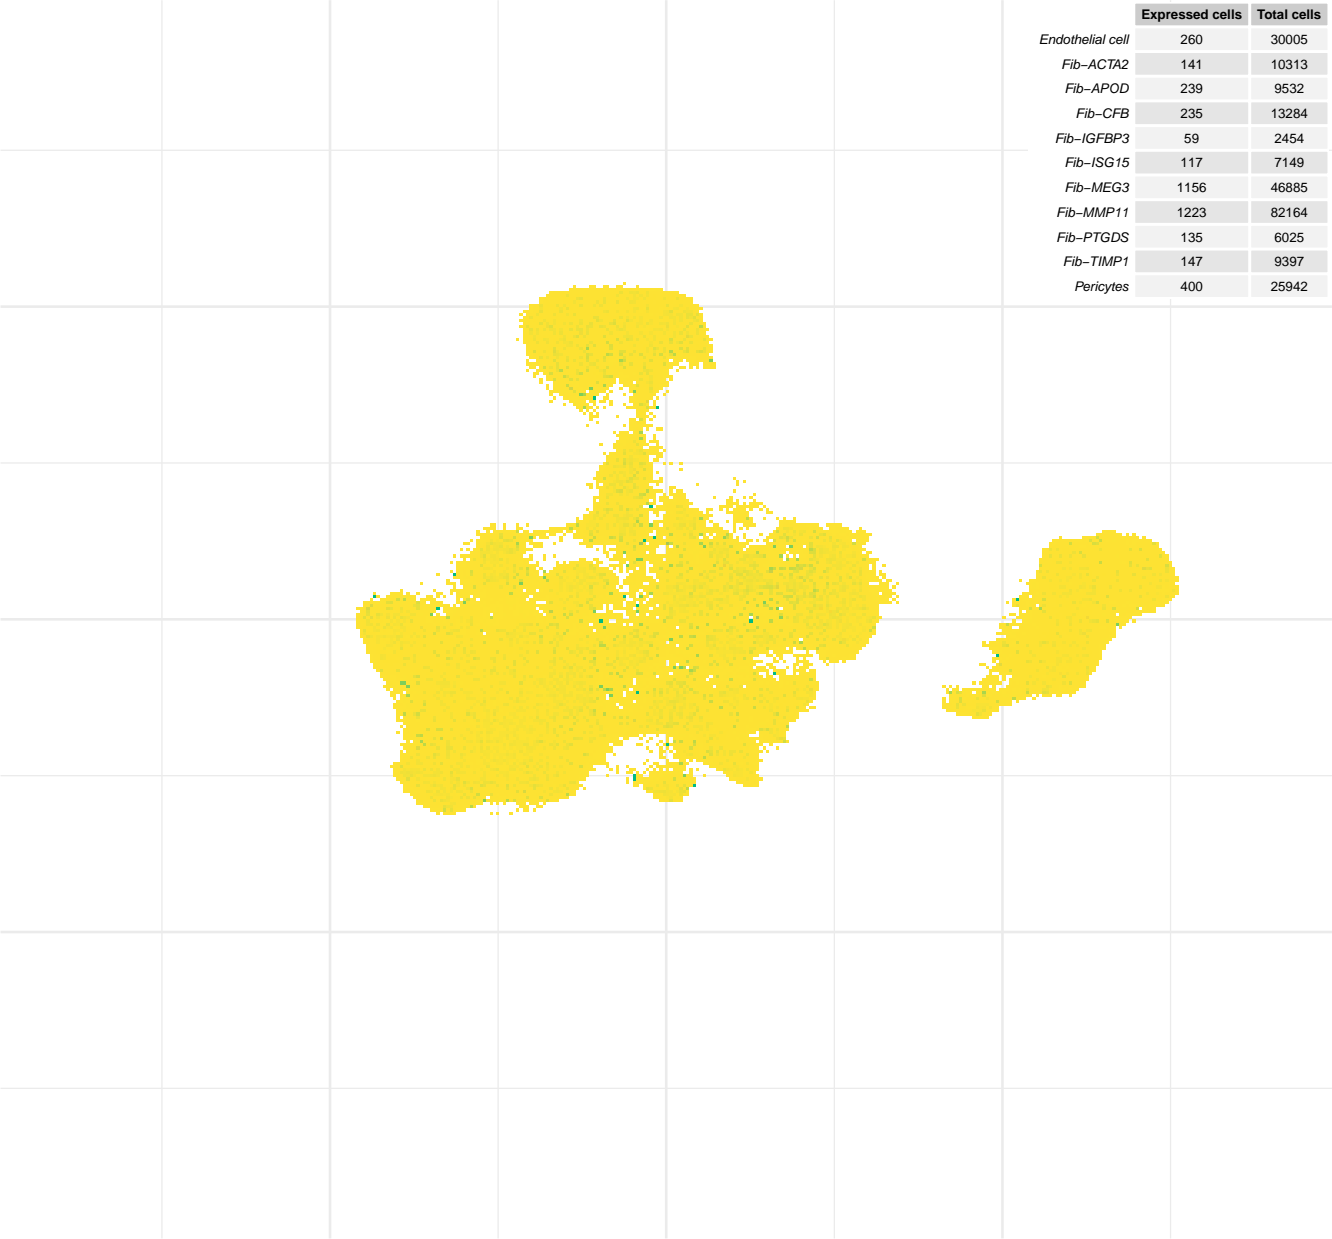 Expressed cells Total cells
Endothelial cell 260 30005
Fib−ACTA2 141 10313
Fib−APOD 239 9532
Fib−CFB 235 13284
Fib−IGFBP3 59 2454
Fib−ISG15 117 7149
Fib−MEG3 1156 46885
Fib−MMP11 1223 82164
Fib−PTGDS 135 6025
Fib−TIMP1 147 9397
Pericytes 400 25942